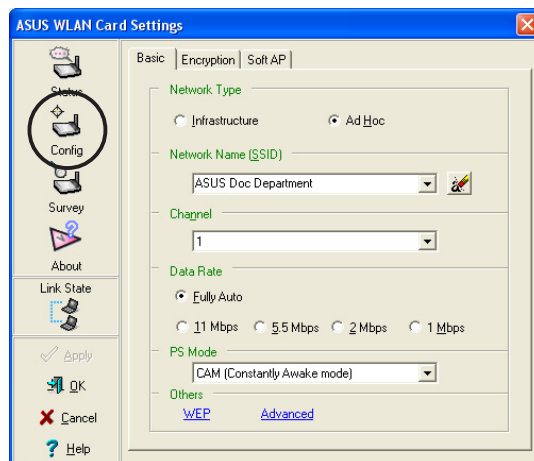 ASUS WLAN Card Settings
Status
Config
Survey
About
Link State
Apply
OK
Cancel
Help
Basic
Encryption
Soft AP
Network Type
Infrastructure
Ad Hoc
Network Name (SSID)
ASUS Doc Department
Channel
1
Data Rate
Fully Auto
11 Mbps
5.5 Mbps
2 Mbps
1 Mbps
PS Mode
CAM (Constantly Awake mode)
Others
WEP
Advanced